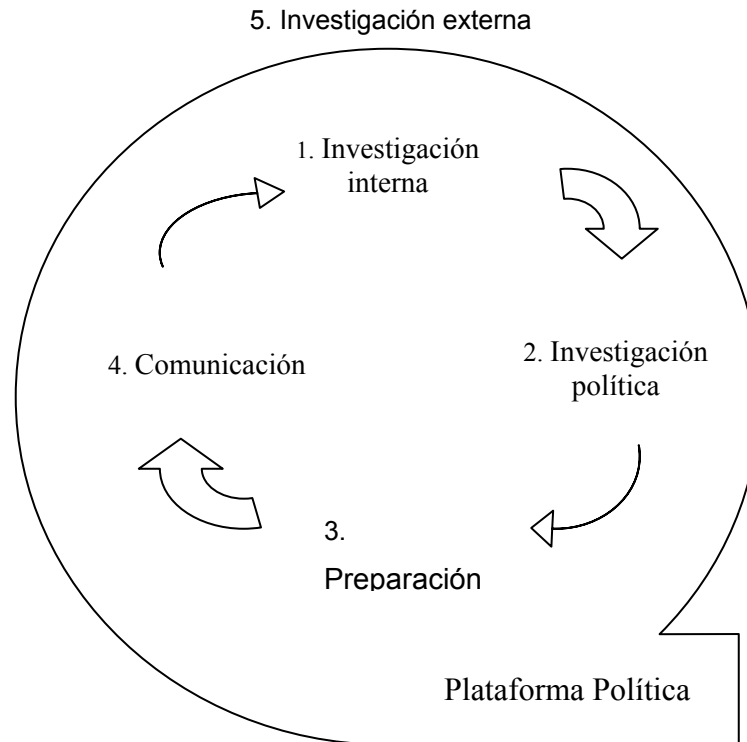 5. Investigación externa
1. Investigación
interna
2. Investigación
política
4. Comunicación
3.
Preparación
Plataforma Política